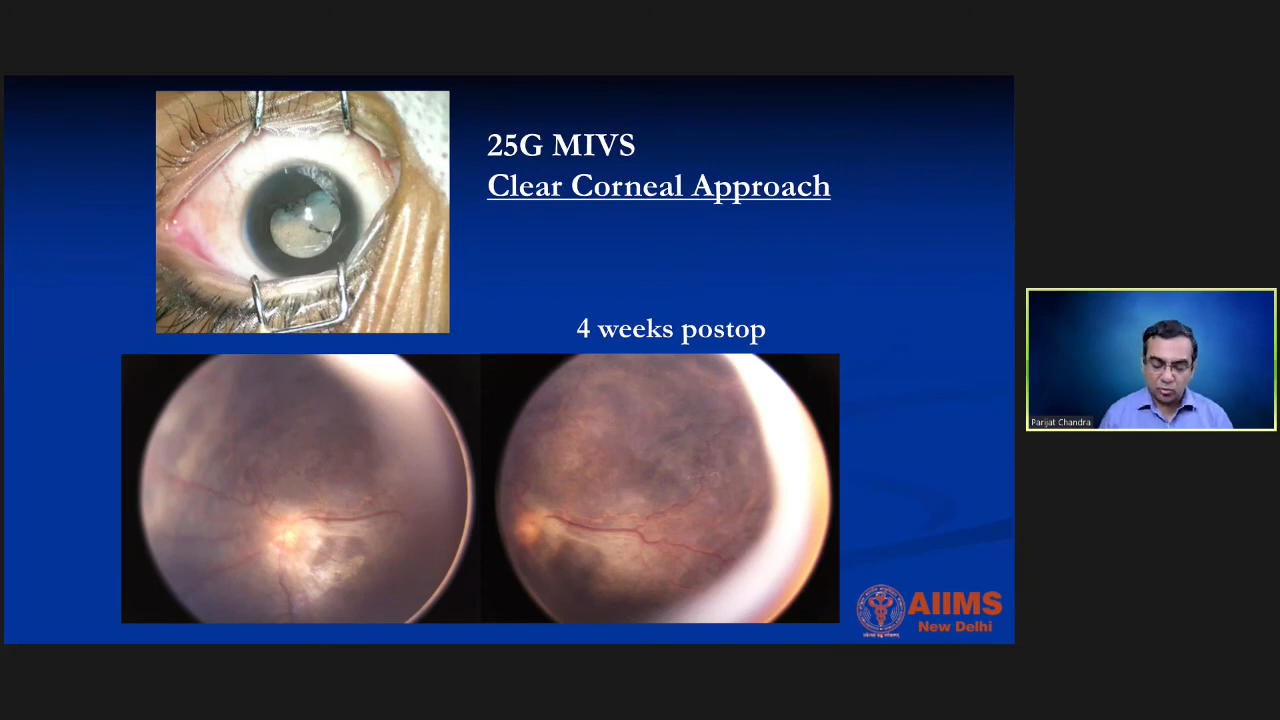 25G MIVS
Clear Corneal Approach
4 weeks postop
AIIMS
New Delhi
Parijat Chandra